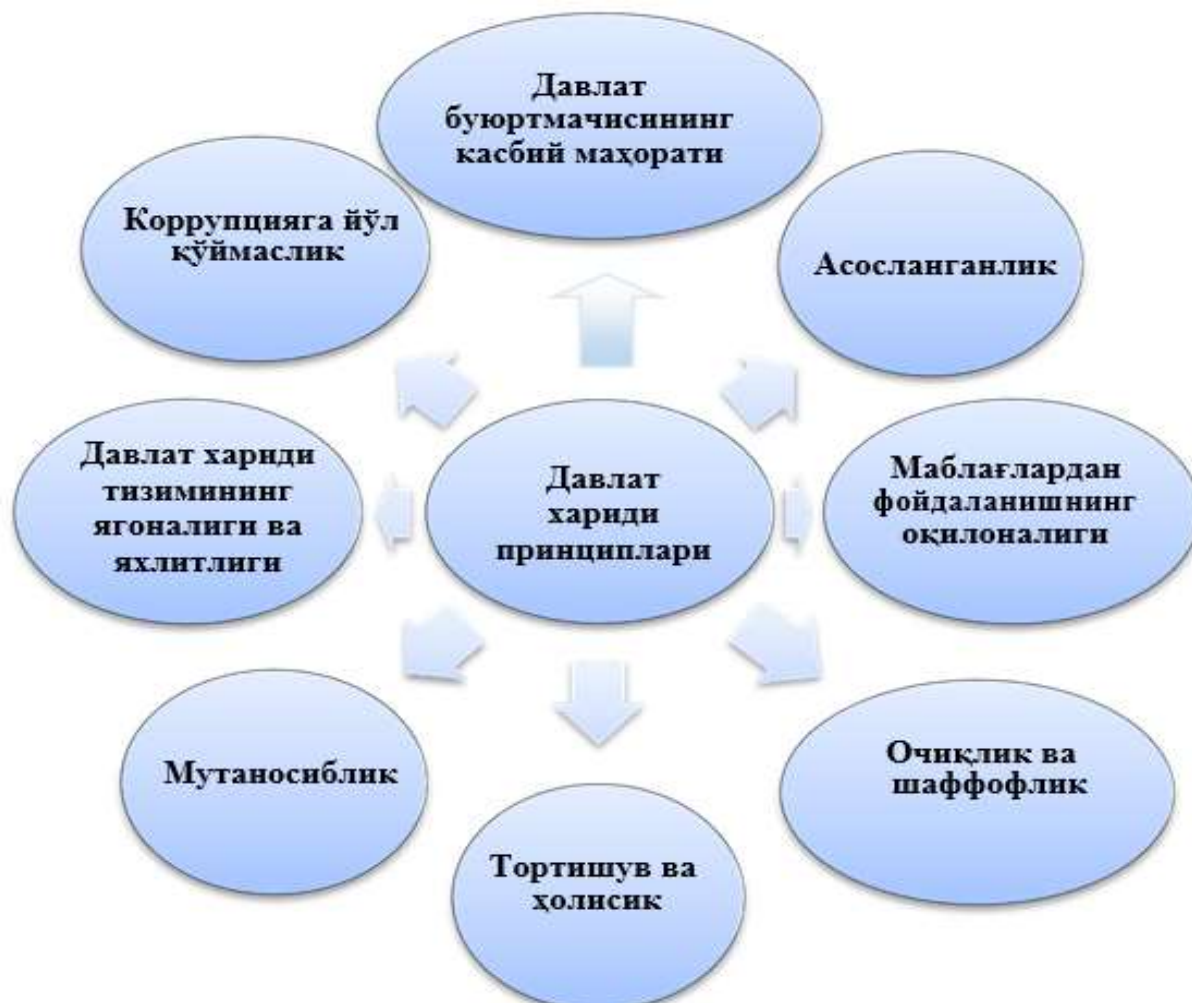 Давлат
буюртмачисининг
касбий маҳорати
Коррупцияга йўл
қўймаслик
Асосланганлик
Давлат хариди
тизимининг
ягоналиги ва
яхлитлиги
Давлат
хариди
принциплари
Маблағлардан
фойдаланишнинг
оқилоналиги
Мутаносиблик
Очиқлик ва
шаффофлик
Тортишув ва
ҳолисик